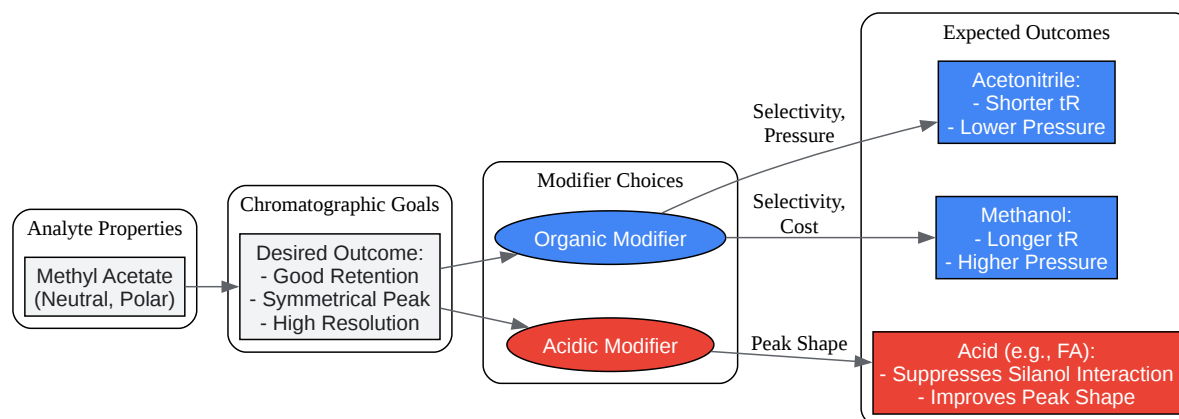 Analyte Properties
Methyl Acetate
(Neutral, Polar)
Chromatographic Goals
Desired Outcome:
- Good Retention
- Symmetrical Peak
- High Resolution
Modifier Choices
Organic Modifier
Acidic Modifier
Selectivity,
Pressure
Selectivity,
Cost
Peak Shape
Expected Outcomes
Acetonitrile:
- Shorter tR
- Lower Pressure
Methanol:
- Longer tR
- Higher Pressure
Acid (e.g., FA):
- Suppresses Silanol Interaction
- Improves Peak Shape